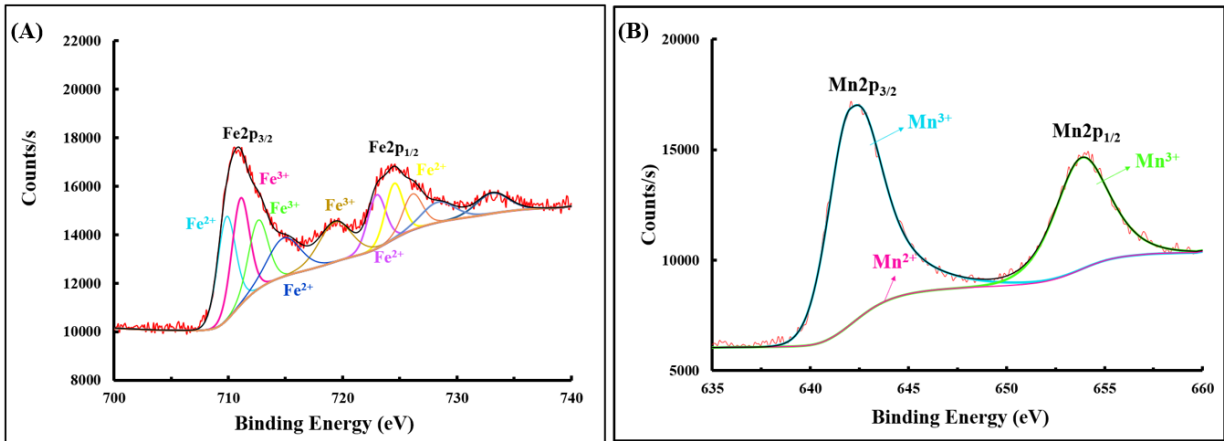 (A)
22000
20000
18000
16000
14000
12000
10000
8000
Counts/s
Fe2p3/2
Fe3+
Fe2+
Fe3+
Fe2+
Fe3+
Fe2p1/2
Fe2+
Fe2+
700
710
720
730
740
Binding Energy (eV)
(B)
20000
15000
10000
5000
Counts/s
Mn2p3/2
Mn3+
Mn2+
Mn2p1/2
Mn3+
635
640
645
650
655
660
Binding Energy (eV)